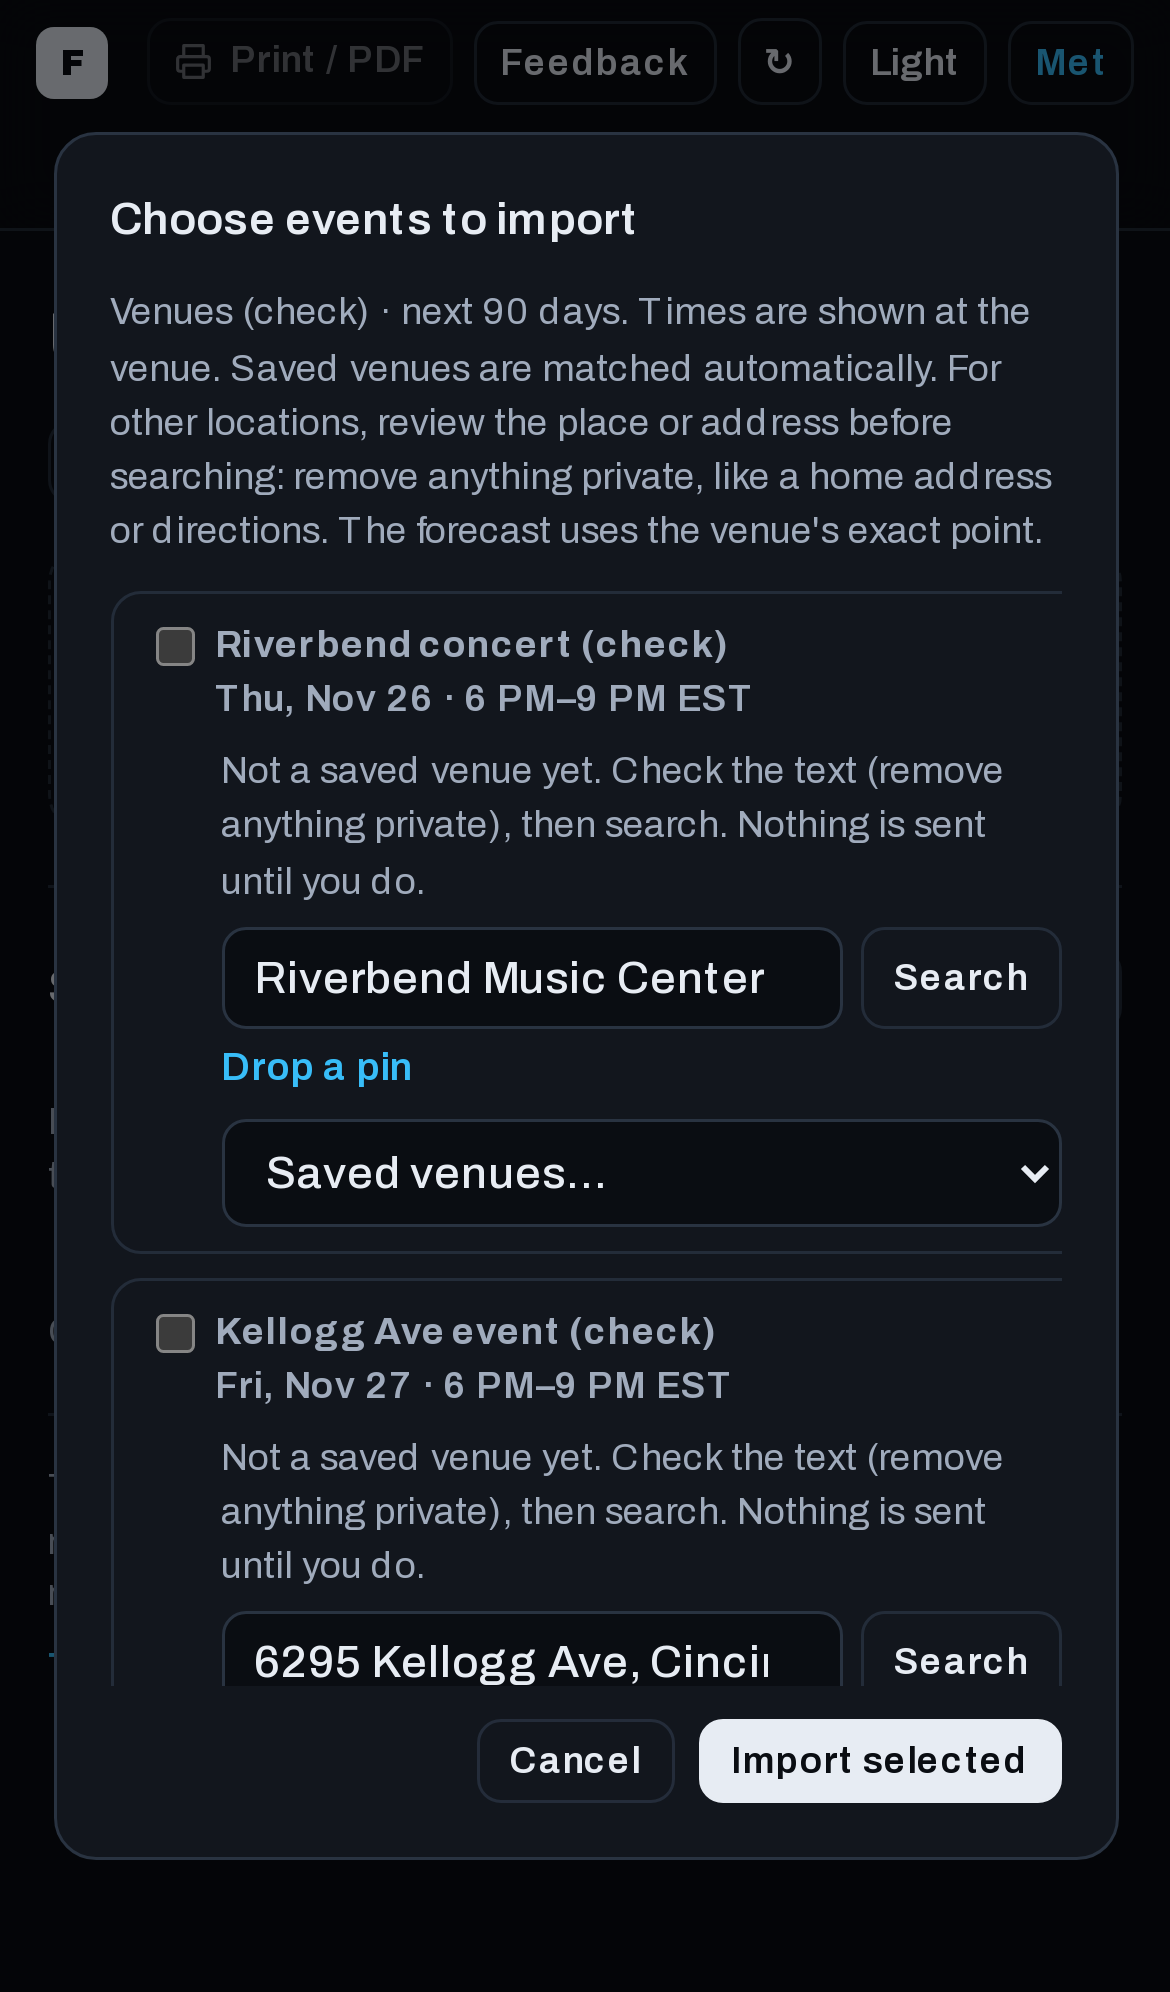 F
Print / PDF
Feedback
↻
Light
Met
Choose events to import
Venues (check) · next 90 days. Times are shown at the
venue. Saved venues are matched automatically. For
other locations, review the place or address before
searching: remove anything private, like a home address
or directions. The forecast uses the venue's exact point.
Riverbend concert (check)
Thu, Nov 26 · 6 PM–9 PM EST
Not a saved venue yet. Check the text (remove
anything private), then search. Nothing is sent
until you do.
Riverbend Music Center
Search
Drop a pin
Saved venues...
Kellogg Ave event (check)
Fri, Nov 27 · 6 PM–9 PM EST
Not a saved venue yet. Check the text (remove
anything private), then search. Nothing is sent
until you do.
6295 Kellogg Ave,
Search
Cancel
Import selected